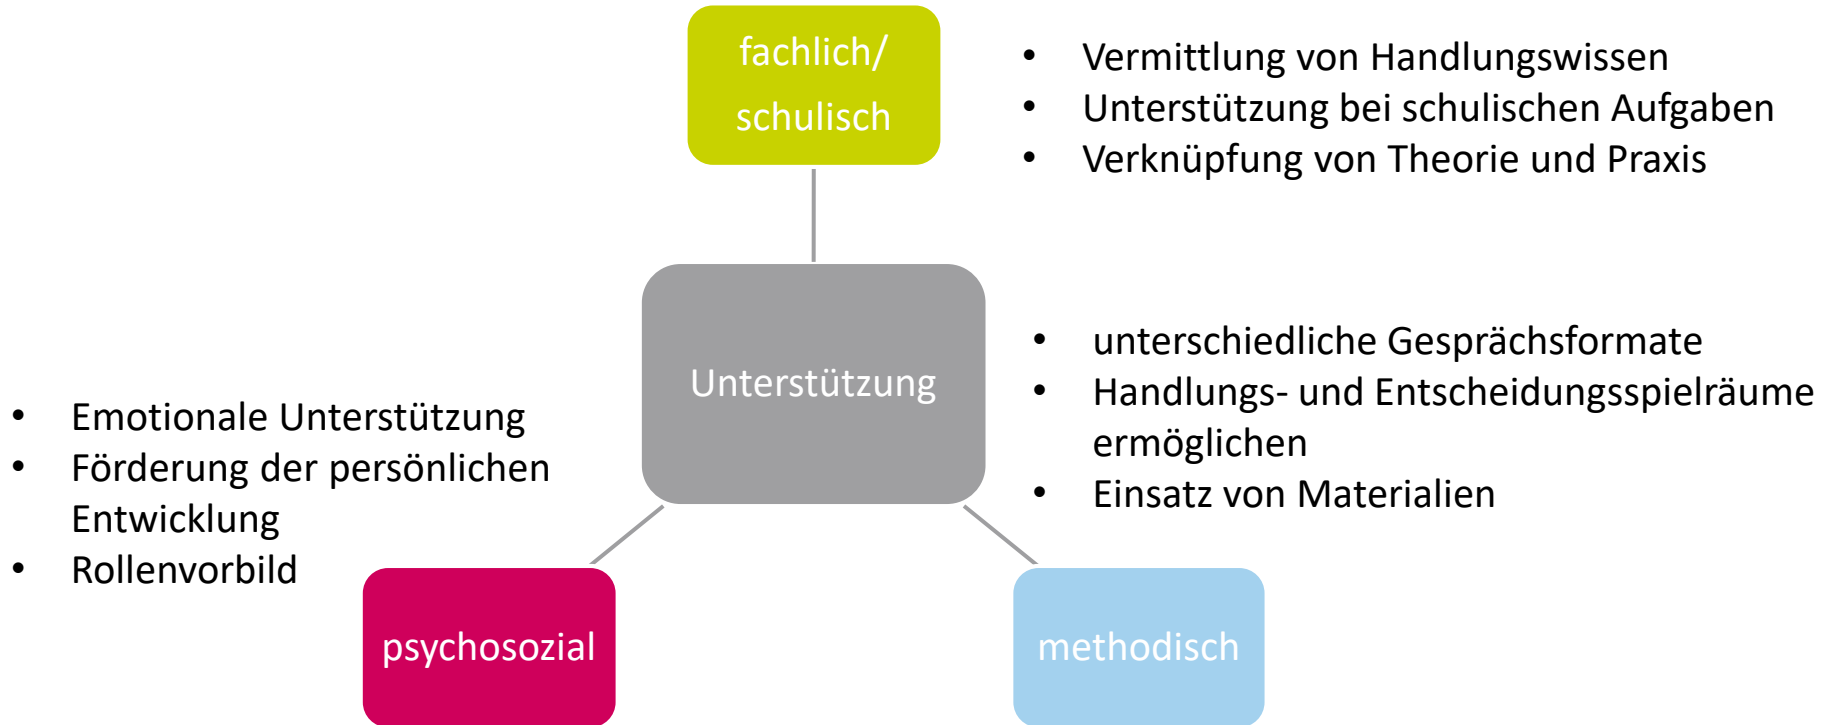 fachlich/
schulisch
• Vermittlung von Handlungswissen
• Unterstützung bei schulischen Aufgaben
• Verknüpfung von Theorie und Praxis
Unterstützung
• unterschiedliche Gesprächsformate
• Handlungs- und Entscheidungsspielräume
ermöglichen
• Einsatz von Materialien
• Emotionale Unterstützung
• Förderung der persönlichen
Entwicklung
• Rollenvorbild
psychosozial
methodisch